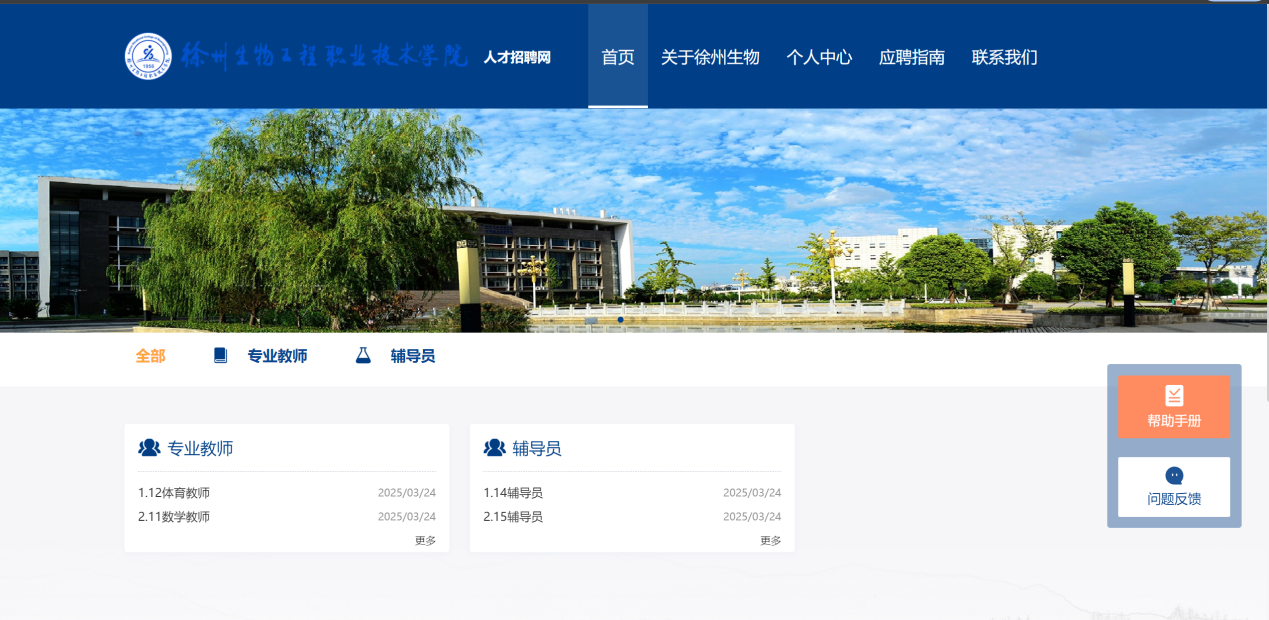 徐州生物工程职业技术学院 人才招聘网 首页 关于徐州生物 个人中心 应聘指南 联系我们
1956
全部 专业教师 辅导员
帮助手册
问题反馈
专业教师
1.12体育教师 2025/03/24
2.11数学教师 2025/03/24
更多
辅导员
1.14辅导员 2025/03/24
2.15辅导员 2025/03/24
更多